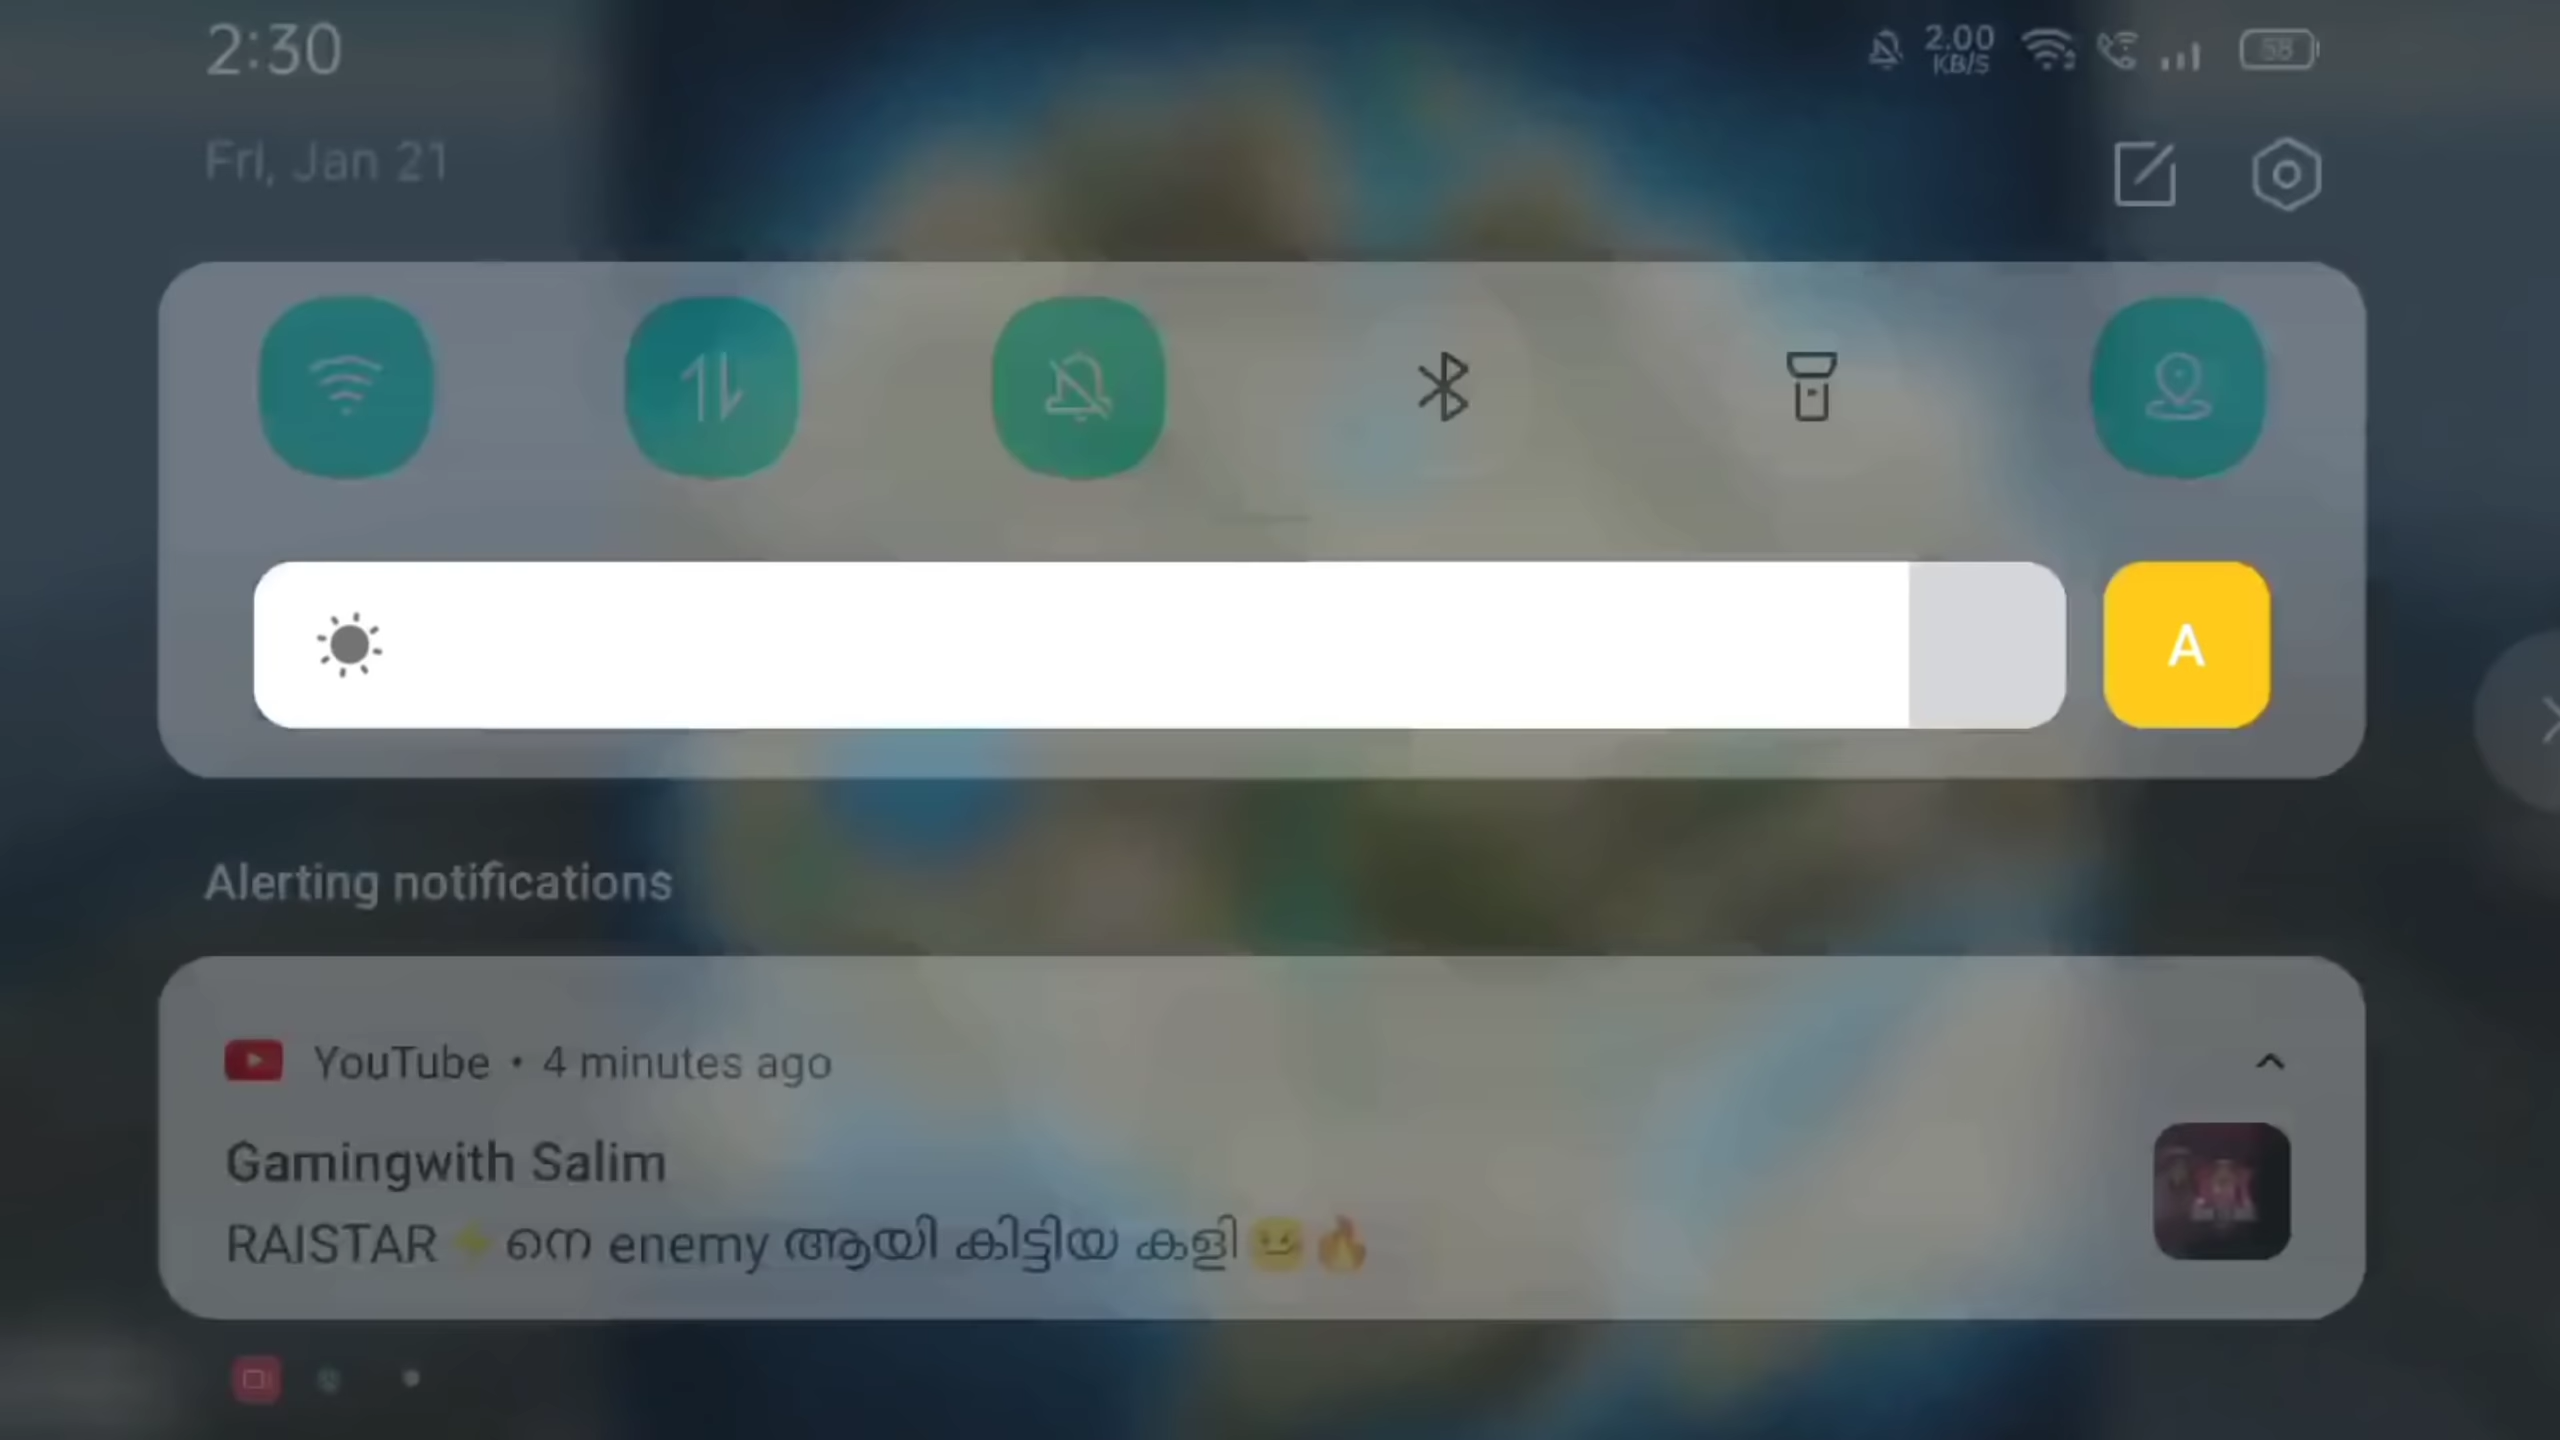 2:30
2.00
KB/S
58
Fri, Jan 21
A
Alerting notifications
YouTube • 4 minutes ago
Gamingwith Salim
RAISTAR⚡നെ enemy ആയി കിട്ടിയ കളി🥵🔥